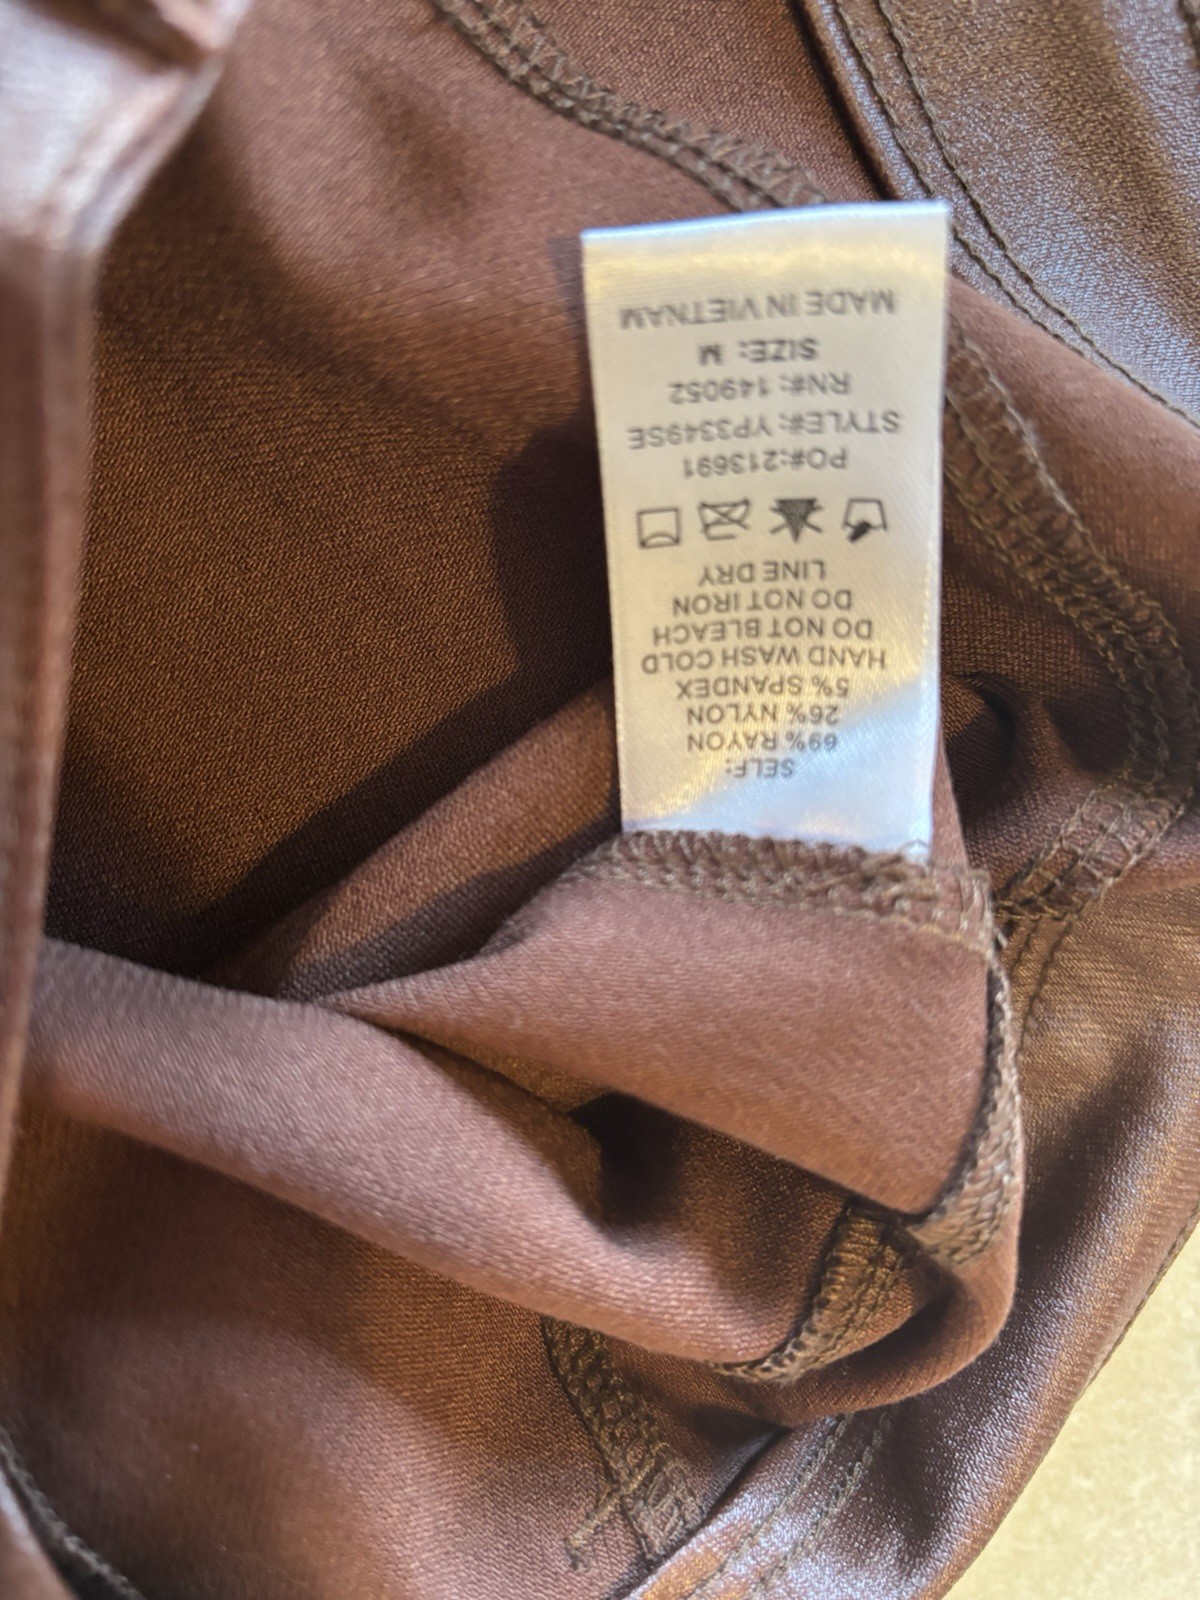 SELF:
69% RAYON
26% NYLON
5% SPANDEX
HAND WASH COLD
DO NOT BLEACH
DO NOT IRON
LINE DRY
PO#:213691
STYLE#: YP3349SE
RN#: 149052
SIZE: M
MADE IN VIETNAM